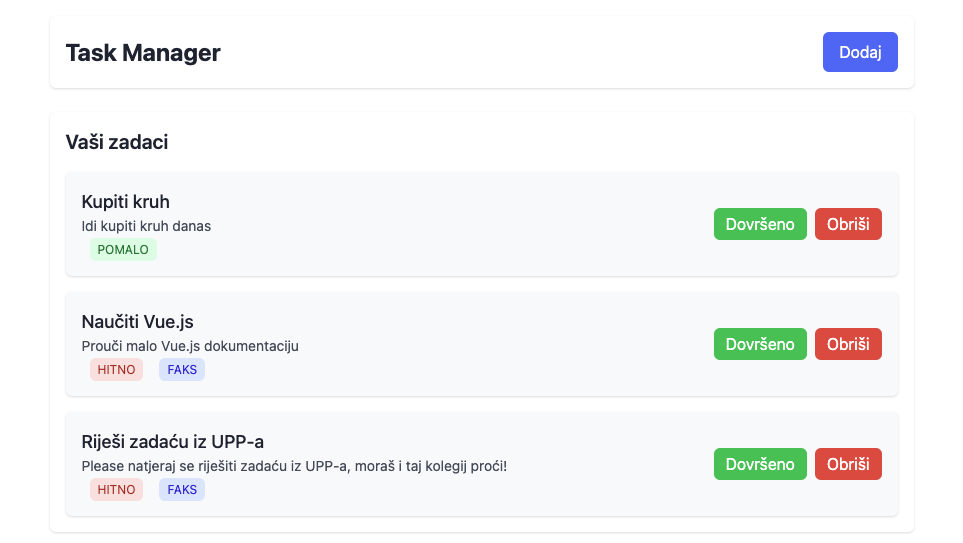 Task Manager
Dodaj
Vaši zadaci
Kupiti kruh
Idi kupiti kruh danas
POMALO
Dovršeno
Obriši
Naučiti Vue.js
Prouči malo Vue.js dokumentaciju
HITNO FAKS
Dovršeno
Obriši
Riješi zadaću iz UPP-a
Please natjeraj se riješiti zadaću iz UPP-a, moraš i taj kolegij proći!
HITNO FAKS
Dovršeno
Obriši